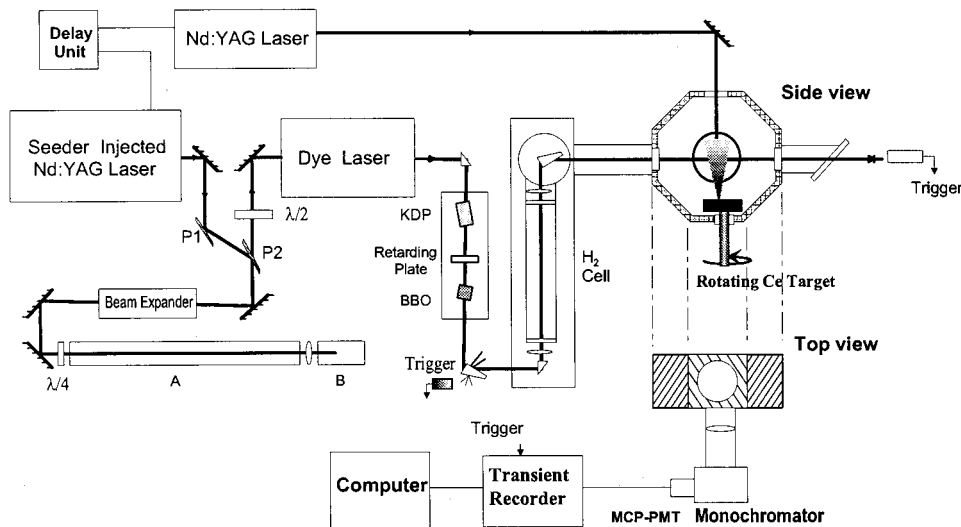 Delay
Unit
Nd:YAG Laser
Side view
Seeder Injected
Nd:YAG Laser
Dye Laser
Trigger
λ/2
KDP
P1
P2
Retarding
Plate
H2
Cell
BBO
Rotating Ce Target
Beam Expander
Trigger
Top view
λ/4
A
B
Trigger
Computer
Transient
Recorder
MCP-PMT
Monochromator